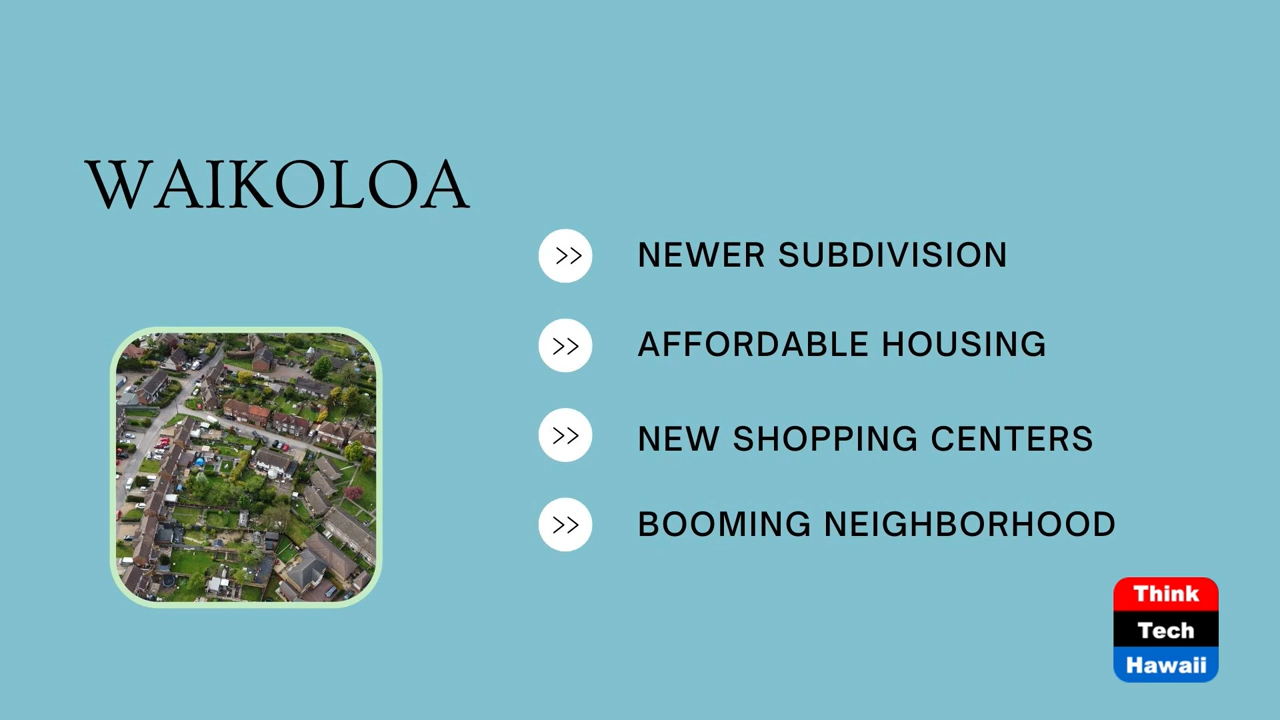 WAIKOLOA
>> NEWER SUBDIVISION
>> AFFORDABLE HOUSING
>> NEW SHOPPING CENTERS
>> BOOMING NEIGHBORHOOD
Think
Tech
Hawaii